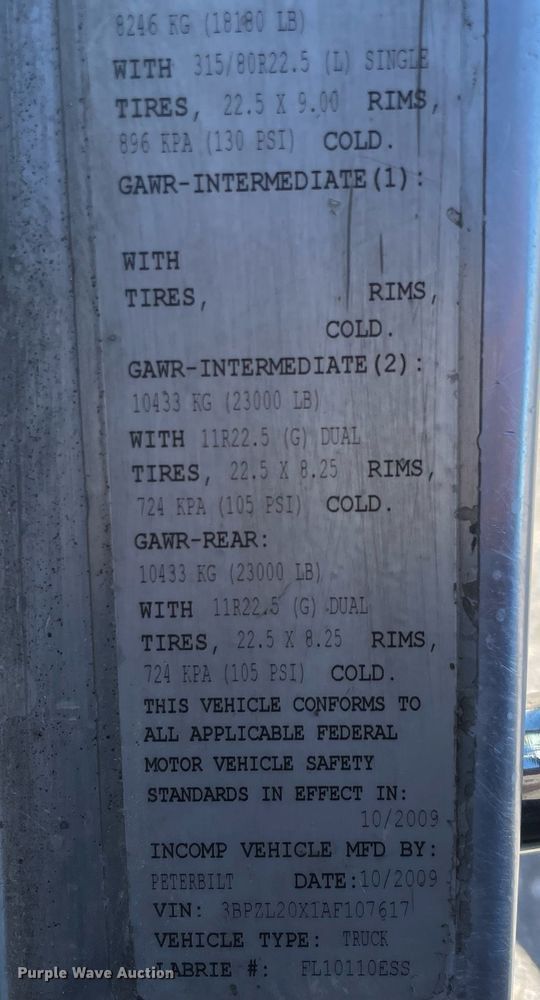 8246 KG (18180 LB)
WITH 315/80R22.5 (L) SINGLE
TIRES, 22.5 X 9.00 RIMS,
896 KPA (130 PSI) COLD.
GAWR-INTERMEDIATE(1):
WITH
TIRES, RIMS,
COLD.
GAWR-INTERMEDIATE(2):
10433 KG (23000 LB)
WITH 11R22.5 (G) DUAL
TIRES, 22.5 X 8.25 RIMS,
724 KPA (105 PSI) COLD.
GAWR-REAR:
10433 KG (23000 LB)
WITH 11R22.5 (G) DUAL
TIRES, 22.5 X 8.25 RIMS,
724 KPA (105 PSI) COLD.
THIS VEHICLE CONFORMS TO
ALL APPLICABLE FEDERAL
MOTOR VEHICLE SAFETY
STANDARDS IN EFFECT IN:
10/2009
INCOMP VEHICLE MFD BY:
PETERBILT DATE:10/2009
VIN: 3BPZL20X1AF107617
VEHICLE TYPE: TRUCK
LABRIE #: FL10110ESS
Purple Wave Auction